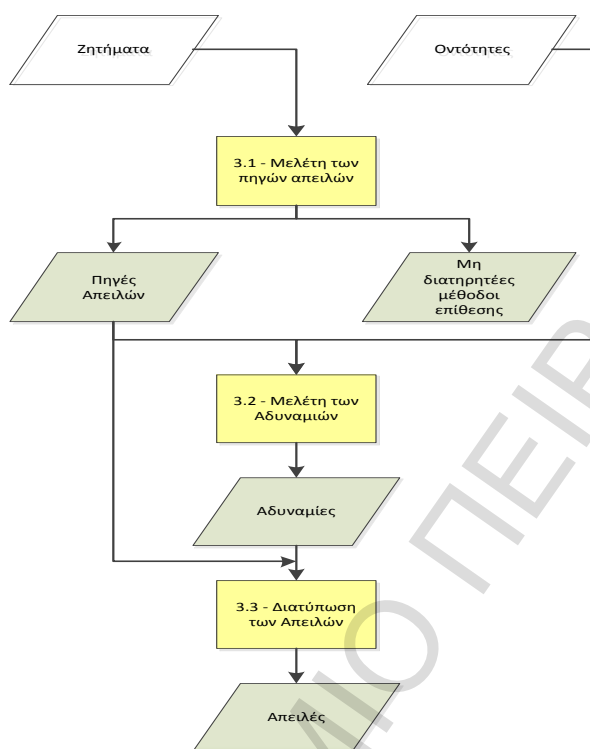 Ζητήματα
Οντότητες
3.1 - Μελέτη των
πηγών απειλών
Πηγές
Απειλών
Μη
διατηρητέες
μέθοδοι
επίθεσης
3.2 - Μελέτη των
Αδυναμιών
Αδυναμίες
3.3 - Διατύπωση
των Απειλών
Απειλές